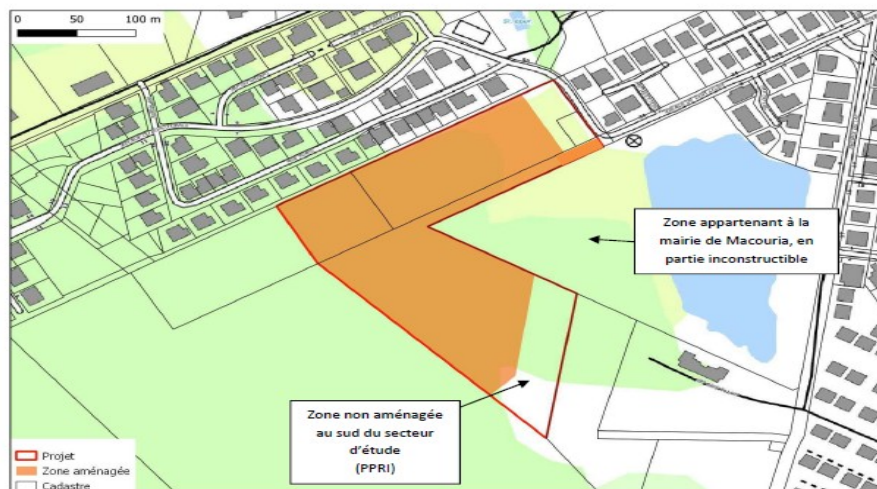 0 50 100 m
Zone appartenant à la
mairie de Macouria, en
partie inconstructible
Zone non aménagée
au sud du secteur
d'étude
(PPRI)
Projet
Zone aménagée
Cadastre